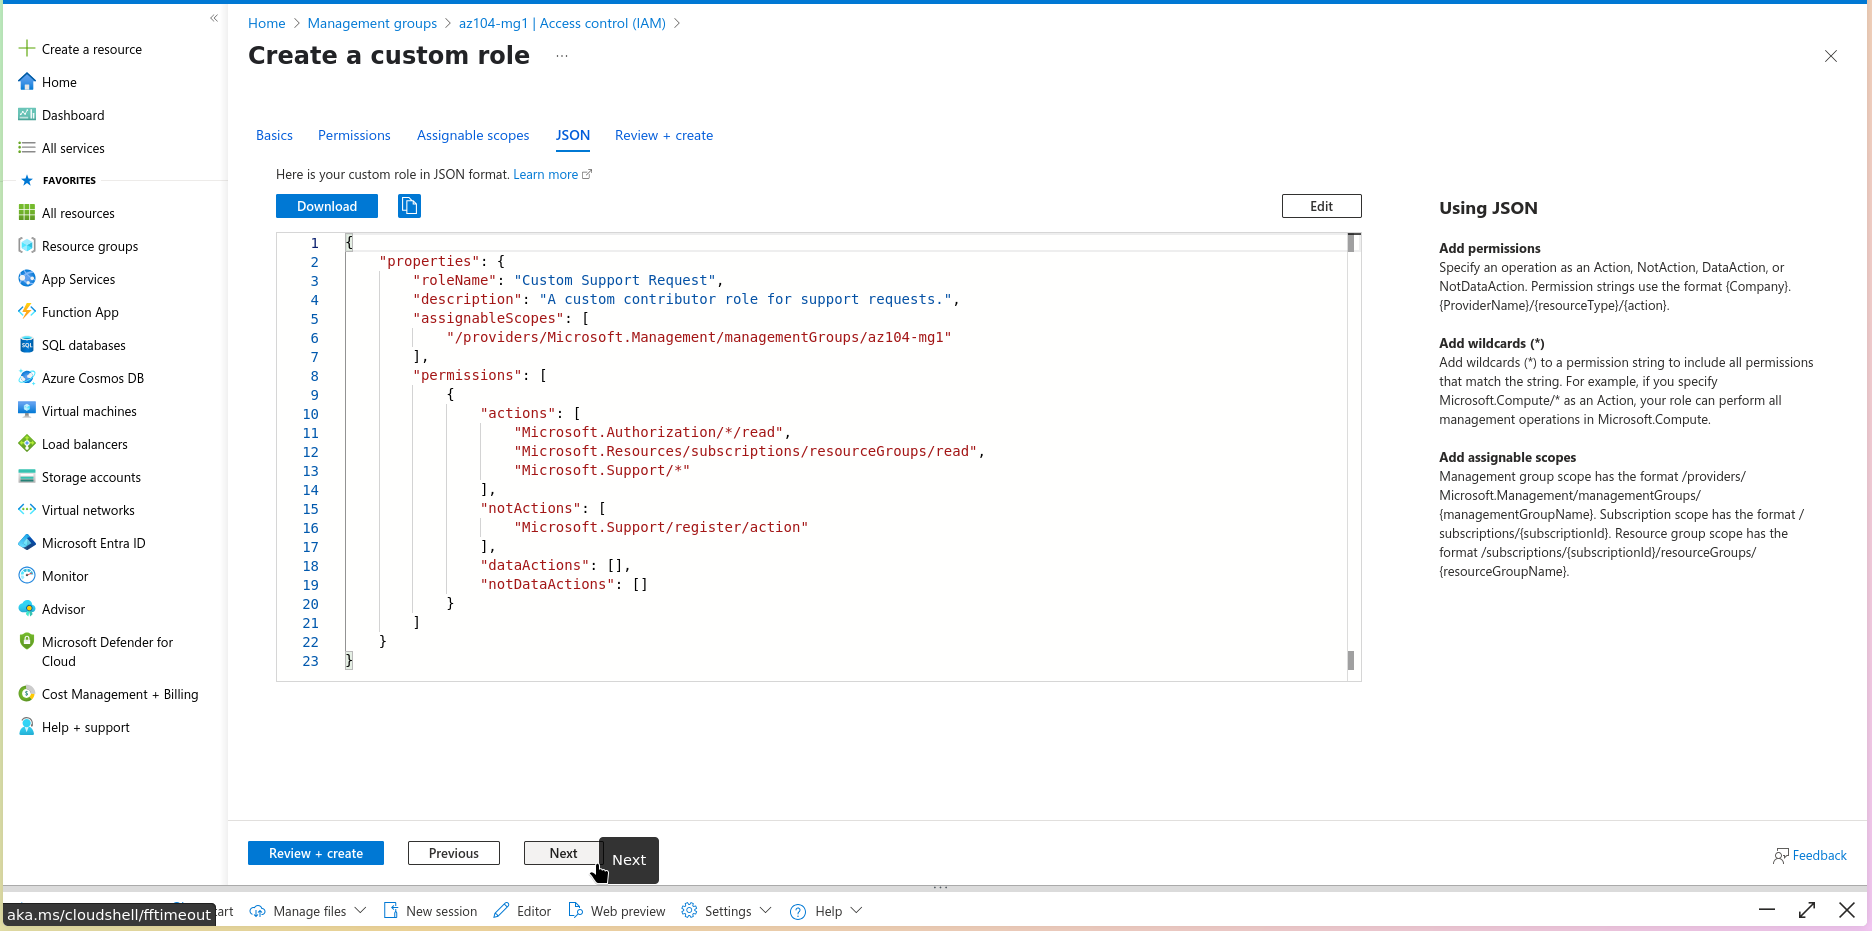 «
Home > Management groups > az104-mg1 | Access control (IAM) >
Create a custom role ...
Create a resource
Home
Dashboard
All services
FAVORITES
All resources
Resource groups
App Services
Function App
SQL databases
Azure Cosmos DB
Virtual machines
Load balancers
Storage accounts
Virtual networks
Microsoft Entra ID
Monitor
Advisor
Microsoft Defender for
Cloud
Cost Management + Billing
Help + support
Basics Permissions Assignable scopes JSON Review + create
Here is your custom role in JSON format. Learn more
Download Edit
1 {
2 "properties": {
3 "roleName": "Custom Support Request",
4 "description": "A custom contributor role for support requests.",
5 "assignableScopes": [
6 "/providers/Microsoft.Management/managementGroups/az104-mg1"
7 ],
8 "permissions": [
9 {
10 "actions": [
11 "Microsoft.Authorization/*/read",
12 "Microsoft.Resources/subscriptions/resourceGroups/read",
13 "Microsoft.Support/*"
14 ],
15 "notActions": [
16 "Microsoft.Support/register/action"
17 ],
18 "dataActions": [],
19 "notDataActions": []
20 }
21 ]
22 }
23 }
Using JSON
Add permissions
Specify an operation as an Action, NotAction, DataAction, or
NotDataAction. Permission strings use the format {Company}.
{ProviderName}/{resourceType}/{action}.
Add wildcards (*)
Add wildcards (*) to a permission string to include all permissions
that match the string. For example, if you specify
Microsoft.Compute/* as an Action, your role can perform all
management operations in Microsoft.Compute.
Add assignable scopes
Management group scope has the format /providers/
Microsoft.Management/managementGroups/
{managementGroupName}. Subscription scope has the format /
subscriptions/{subscriptionId}. Resource group scope has the
format /subscriptions/{subscriptionId}/resourceGroups/
{resourceGroupName}.
Review + create Previous Next Next
Feedback
...
aka.ms/cloudshell/fftimeout
Manage files New session Editor Web preview Settings Help